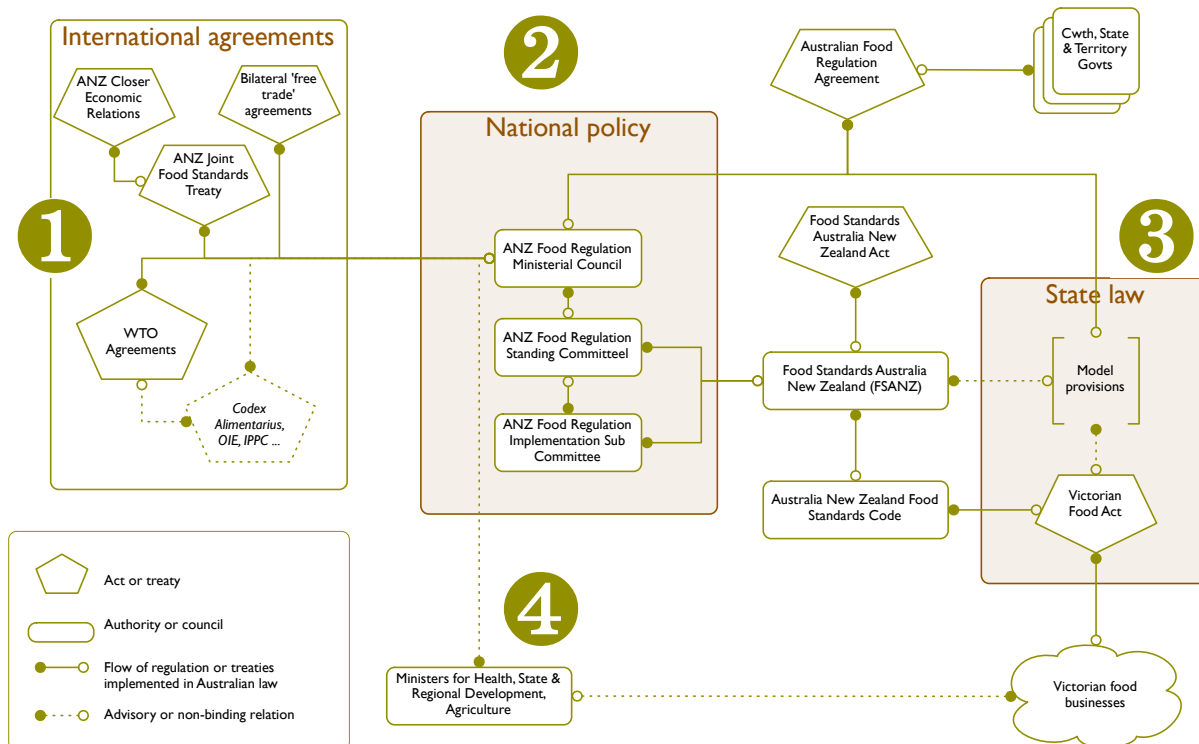 International agreements
ANZ Closer
Economic
Relations
Bilateral 'free
trade'
agreements
ANZ Joint
Food Standards
Treaty
1
WTO
Agreements
Codex
Alimentarius,
OIE, IPPC ...
2
National policy
ANZ Food Regulation
Ministerial Council
ANZ Food Regulation
Standing Committeel
ANZ Food Regulation
Implementation Sub
Committee
Australian Food
Regulation
Agreement
Cwth, State
& Territory
Govts
Food Standards
Australia New
Zealand Act
Food Standards Australia
New Zealand (FSANZ)
Australia New Zealand Food
Standards Code
3
State law
Model
provisions
Victorian
Food Act
4
Ministers for Health, State &
Regional Development,
Agriculture
Victorian food
businesses
Act or treaty
Authority or council
Flow of regulation or treaties
implemented in Australian law
Advisory or non-binding relation